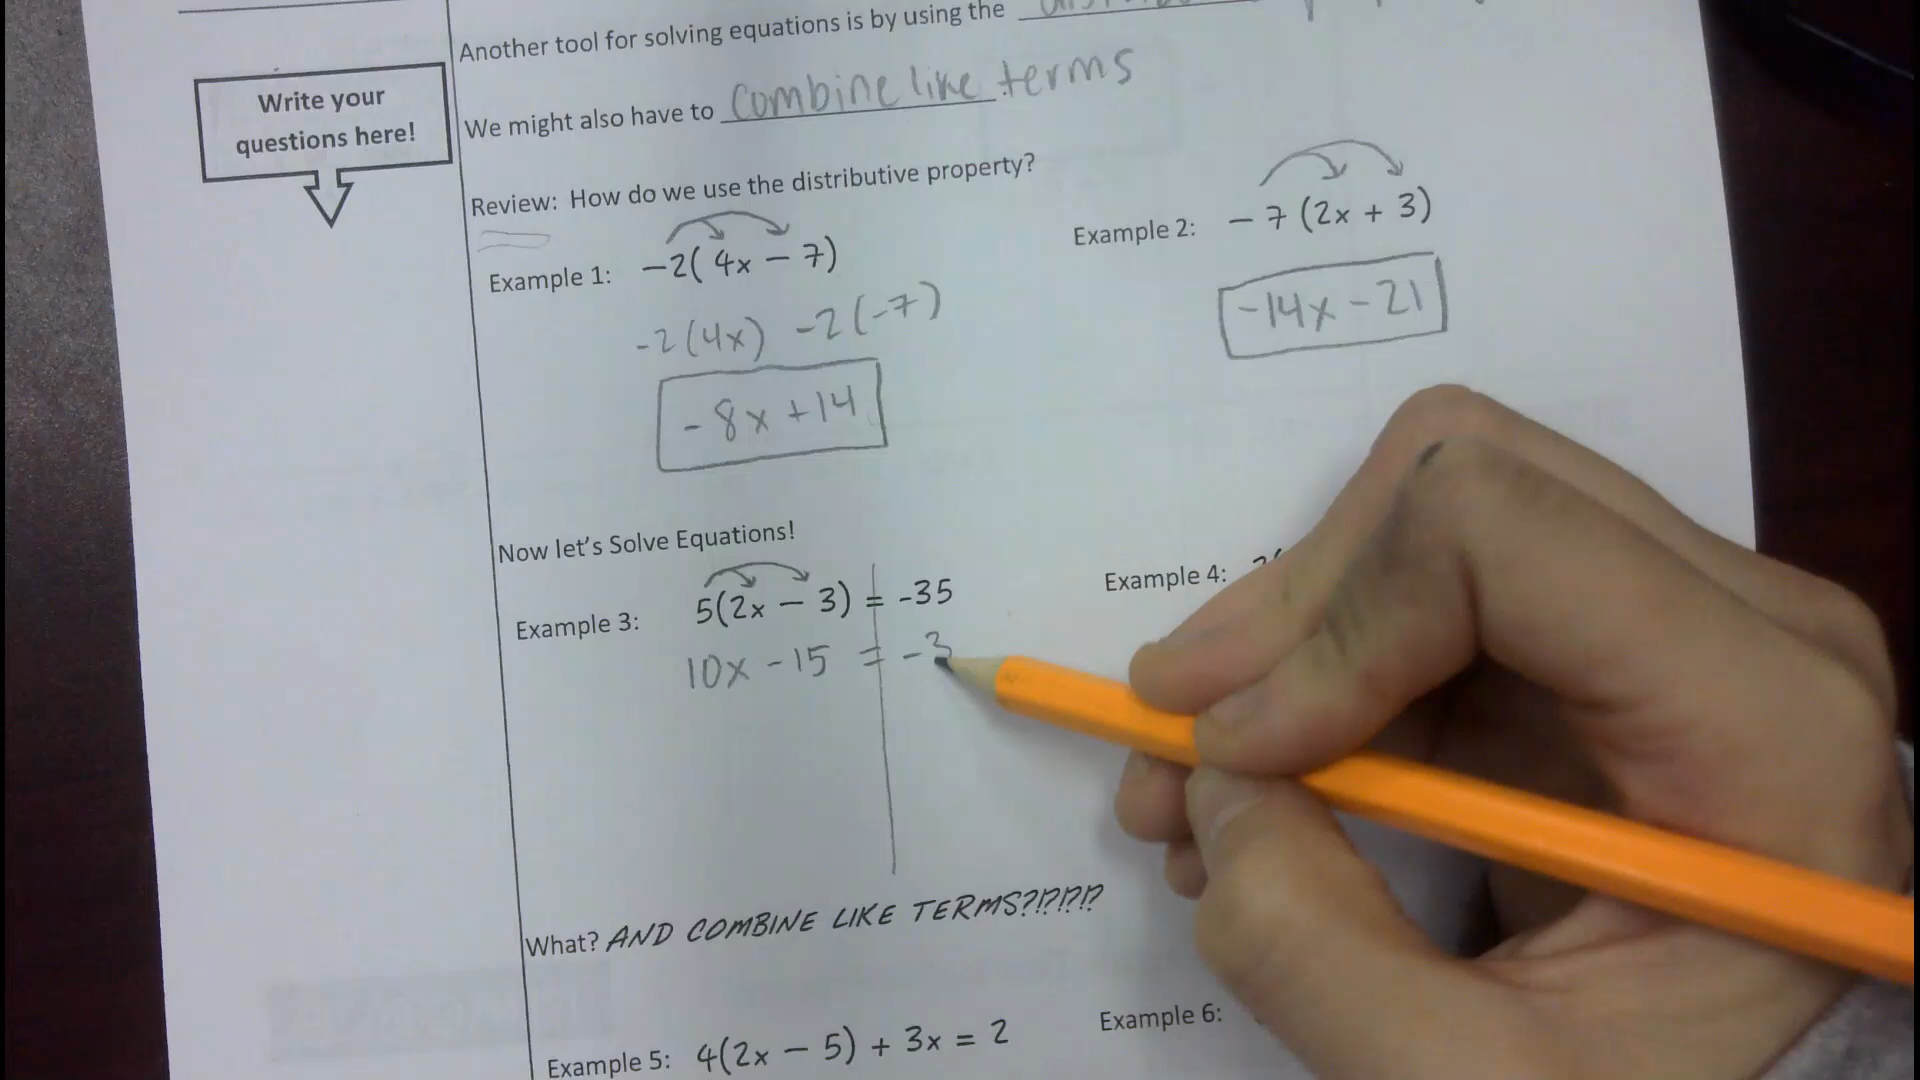 Another tool for solving equations is by using the
Write your
questions here!
We might also have to combine like terms
Review: How do we use the distributive property?
Example 1: −2(4x − 7)
-2(4x) -2(-7)
-8x +14
Example 2: −7(2x + 3)
-14x - 21
Now let's Solve Equations!
Example 3: 5(2x − 3) = -35
10x - 15 = -3
Example 4:
What? AND COMBINE LIKE TERMS?!?!?!?
Example 5: 4(2x − 5) + 3x = 2
Example 6: